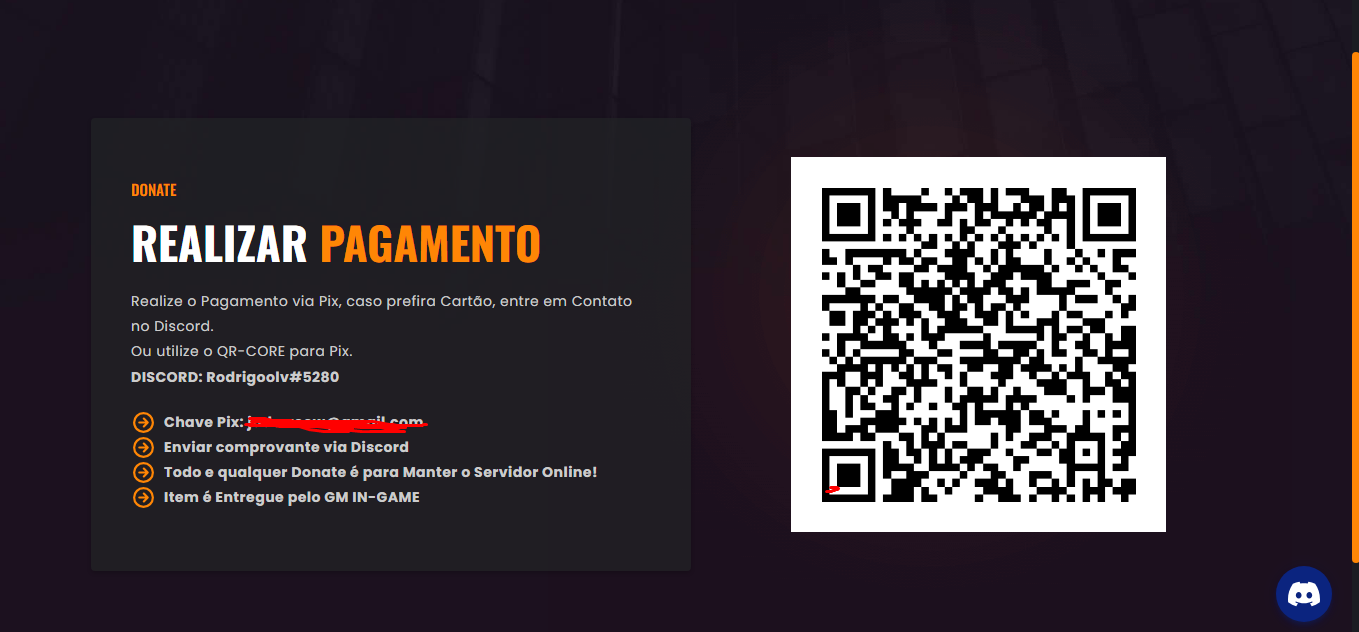 DONATE
REALIZAR PAGAMENTO
Realize o Pagamento via Pix, caso prefira Cartão, entre em Contato
no Discord.
Ou utilize o QR-CORE para Pix.
DISCORD: Rodrigoolv#5280
Chave Pix:
Enviar comprovante via Discord
Todo e qualquer Donate é para Manter o Servidor Online!
Item é Entregue pelo GM IN-GAME